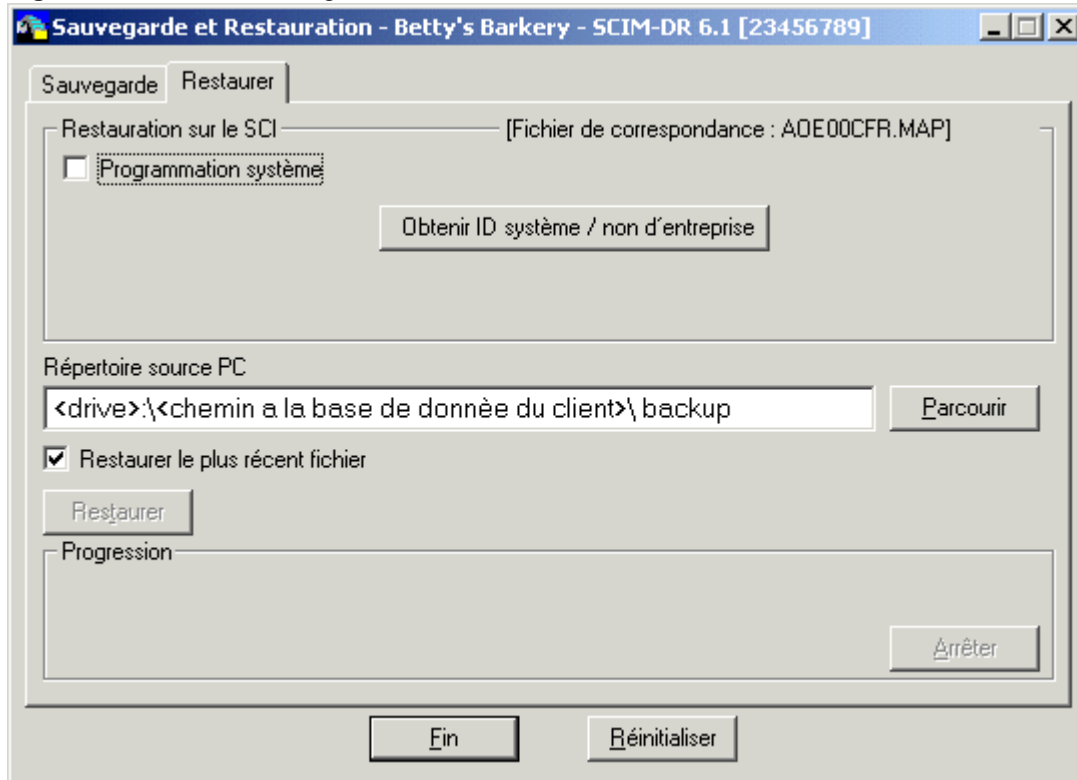 Sauvegarde et Restauration - Betty's Barkery - SCIM-DR 6.1 [23456789]
Sauvegarde Restaurer
Restauration sur le SCI [Fichier de correspondance : A0E00CFR.MAP]
Programmation système
Obtenir ID système / non d'entreprise
Répertoire source PC
<drive>:\<chemin a la base de donnèe du client>\ backup Parcourir
Restaurer le plus récent fichier
Restaurer
Progression
Arrêter
Fin Réinitialiser